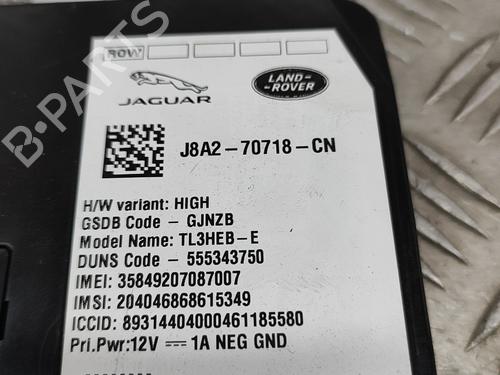 ROW
JAGUAR
LAND-
-ROVER
J8A2-70718-CN
H/W variant: HIGH
GSDB Code - GJNZB
Model Name: TL3HEB-E
DUNS Code - 555343750
IMEI: 35849207087007
IMSI: 204046868615349
ICCID: 89314404000461185580
Pri.Pwr:12V ⎓ 1A NEG GND
B-PARTS